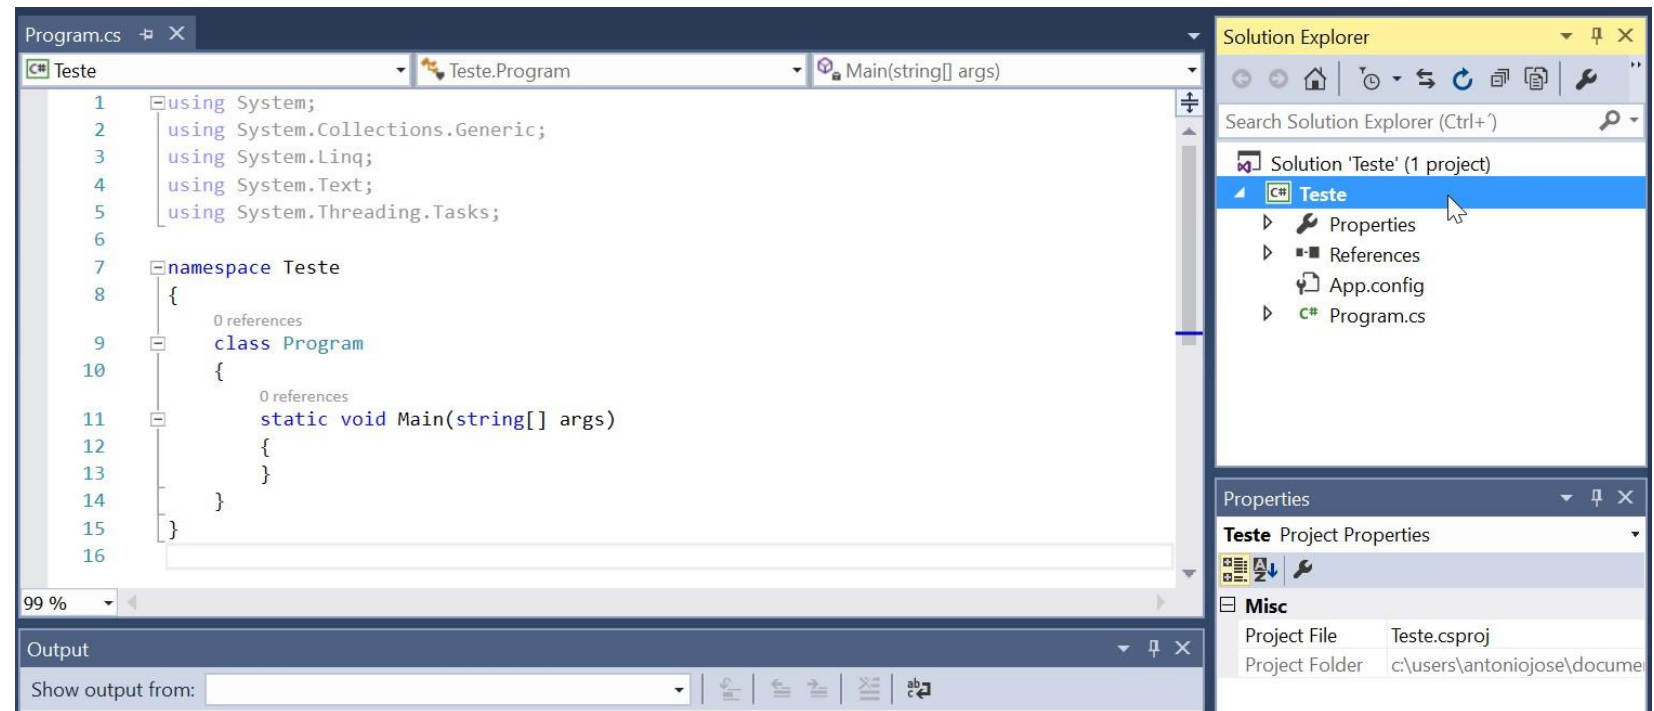 Program.cs
C# Teste
Teste.Program
Main(string[] args)
1 using System;
2 using System.Collections.Generic;
3 using System.Linq;
4 using System.Text;
5 using System.Threading.Tasks;
6
7 namespace Teste
8 {
0 references
9 class Program
10 {
0 references
11 static void Main(string[] args)
12 {
13 }
14 }
15 }
16
99 %
Output
Show output from:
Solution Explorer
Search Solution Explorer (Ctrl+´)
Solution 'Teste' (1 project)
C# Teste
Properties
References
App.config
C# Program.cs
Properties
Teste Project Properties
Misc
Project File Teste.csproj
Project Folder c:\users\antoniojose\docume